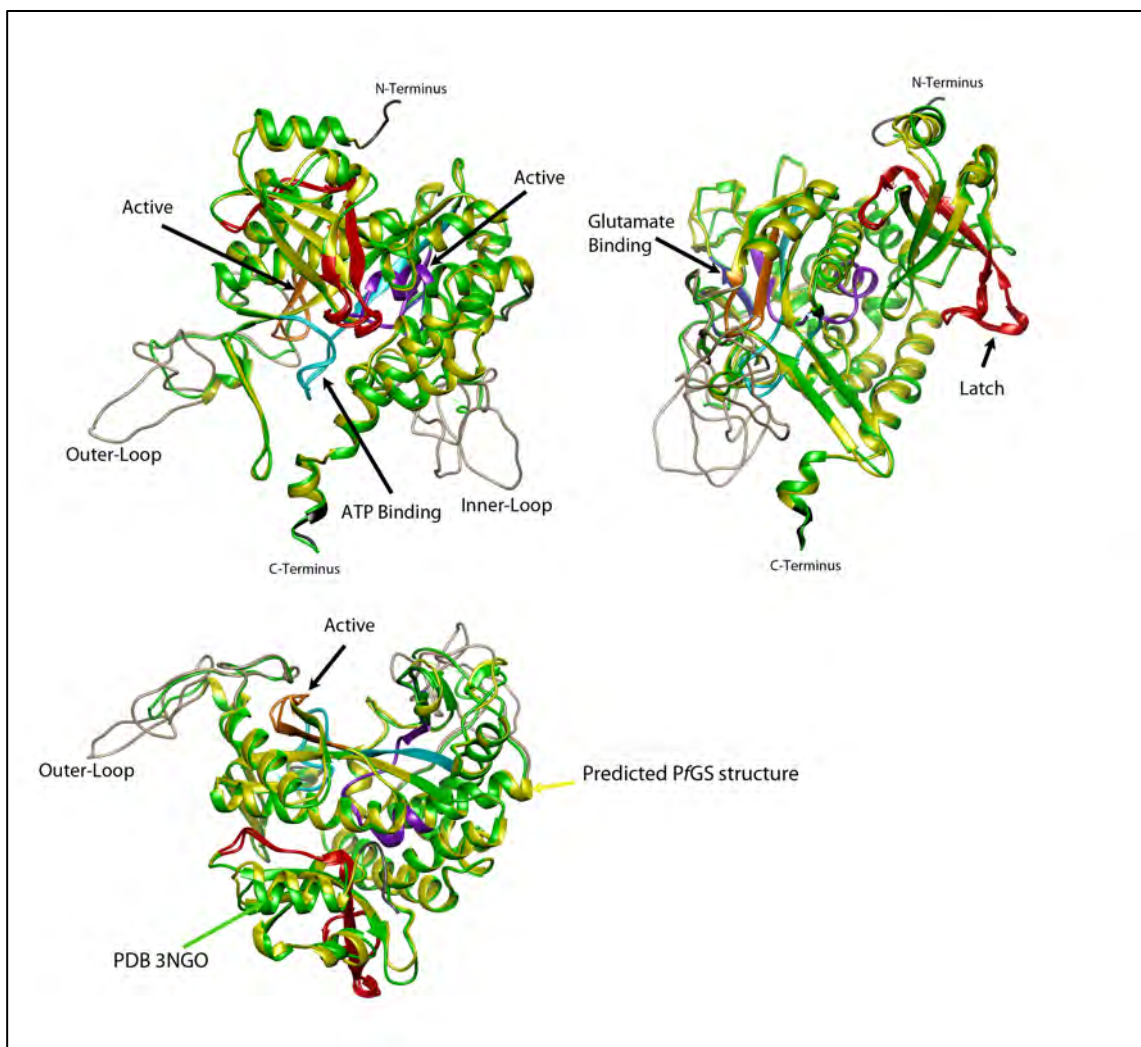 N-Terminus
Active
Active
Outer-Loop
ATP Binding
Inner-Loop
C-Terminus
N-Terminus
Glutamate
Binding
Latch
C-Terminus
Active
Outer-Loop
Predicted PfGS structure
PDB 3NGO